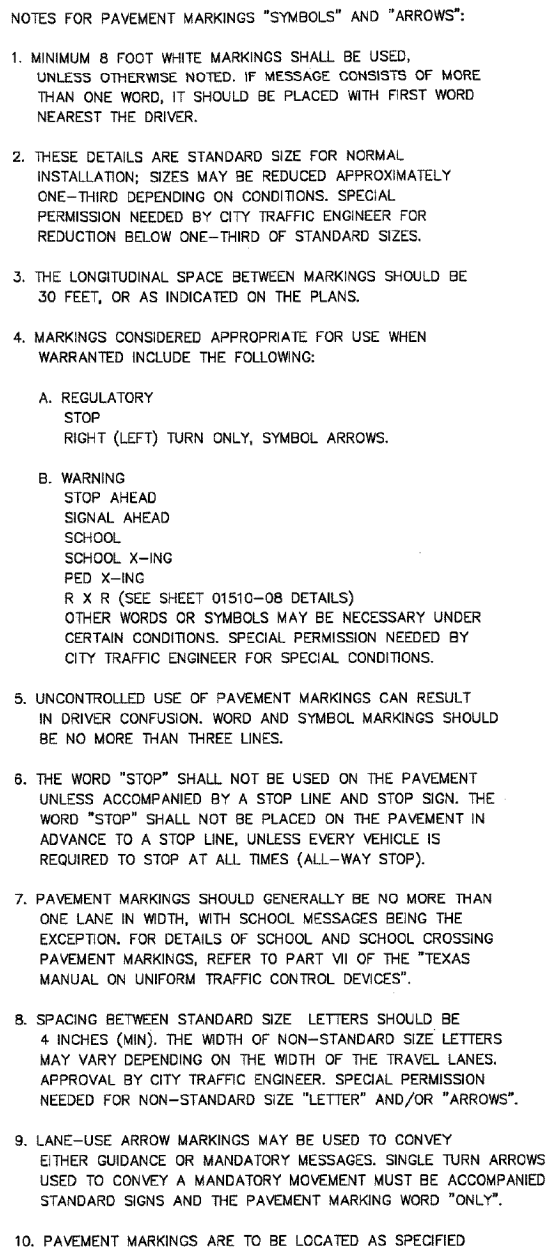 NOTES FOR PAVEMENT MARKINGS "SYMBOLS" AND "ARROWS":
1. MINIMUM 8 FOOT WHITE MARKINGS SHALL BE USED,
UNLESS OTHERWISE NOTED. IF MESSAGE CONSISTS OF MORE
THAN ONE WORD, IT SHOULD BE PLACED WITH FIRST WORD
NEAREST THE DRIVER.
2. THESE DETAILS ARE STANDARD SIZE FOR NORMAL
INSTALLATION; SIZES MAY BE REDUCED APPROXIMATELY
ONE-THIRD DEPENDING ON CONDITIONS. SPECIAL
PERMISSION NEEDED BY CITY TRAFFIC ENGINEER FOR
REDUCTION BELOW ONE-THIRD OF STANDARD SIZES.
3. THE LONGITUDINAL SPACE BETWEEN MARKINGS SHOULD BE
30 FEET, OR AS INDICATED ON THE PLANS.
4. MARKINGS CONSIDERED APPROPRIATE FOR USE WHEN
WARRANTED INCLUDE THE FOLLOWING:
A. REGULATORY
STOP
RIGHT (LEFT) TURN ONLY, SYMBOL ARROWS.
B. WARNING
STOP AHEAD
SIGNAL AHEAD
SCHOOL
SCHOOL X-ING
PED X-ING
R X R (SEE SHEET 01510-08 DETAILS)
OTHER WORDS OR SYMBOLS MAY BE NECESSARY UNDER
CERTAIN CONDITIONS. SPECIAL PERMISSION NEEDED BY
CITY TRAFFIC ENGINEER FOR SPECIAL CONDITIONS.
5. UNCONTROLLED USE OF PAVEMENT MARKINGS CAN RESULT
IN DRIVER CONFUSION. WORD AND SYMBOL MARKINGS SHOULD
BE NO MORE THAN THREE LINES.
6. THE WORD "STOP" SHALL NOT BE USED ON THE PAVEMENT
UNLESS ACCOMPANIED BY A STOP LINE AND STOP SIGN. THE
WORD "STOP" SHALL NOT BE PLACED ON THE PAVEMENT IN
ADVANCE TO A STOP LINE, UNLESS EVERY VEHICLE IS
REQUIRED TO STOP AT ALL TIMES (ALL-WAY STOP).
7. PAVEMENT MARKINGS SHOULD GENERALLY BE NO MORE THAN
ONE LANE IN WIDTH, WITH SCHOOL MESSAGES BEING THE
EXCEPTION. FOR DETAILS OF SCHOOL AND SCHOOL CROSSING
PAVEMENT MARKINGS, REFER TO PART VII OF THE "TEXAS
MANUAL ON UNIFORM TRAFFIC CONTROL DEVICES".
8. SPACING BETWEEN STANDARD SIZE LETTERS SHOULD BE
4 INCHES (MIN). THE WIDTH OF NON-STANDARD SIZE LETTERS
MAY VARY DEPENDING ON THE WIDTH OF THE TRAVEL LANES.
APPROVAL BY CITY TRAFFIC ENGINEER. SPECIAL PERMISSION
NEEDED FOR NON-STANDARD SIZE "LETTER" AND/OR "ARROWS".
9. LANE-USE ARROW MARKINGS MAY BE USED TO CONVEY
EITHER GUIDANCE OR MANDATORY MESSAGES. SINGLE TURN ARROWS
USED TO CONVEY A MANDATORY MOVEMENT MUST BE ACCOMPANIED
STANDARD SIGNS AND THE PAVEMENT MARKING WORD "ONLY".
10. PAVEMENT MARKINGS ARE TO BE LOCATED AS SPECIFIED